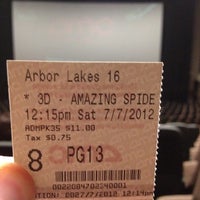 Arbor Lakes 16
* 3D - AMAZING SPIDE
12:15pm Sat 7/7/2012
ADMPK35 $11.00
Tax $0.75
8 PG13